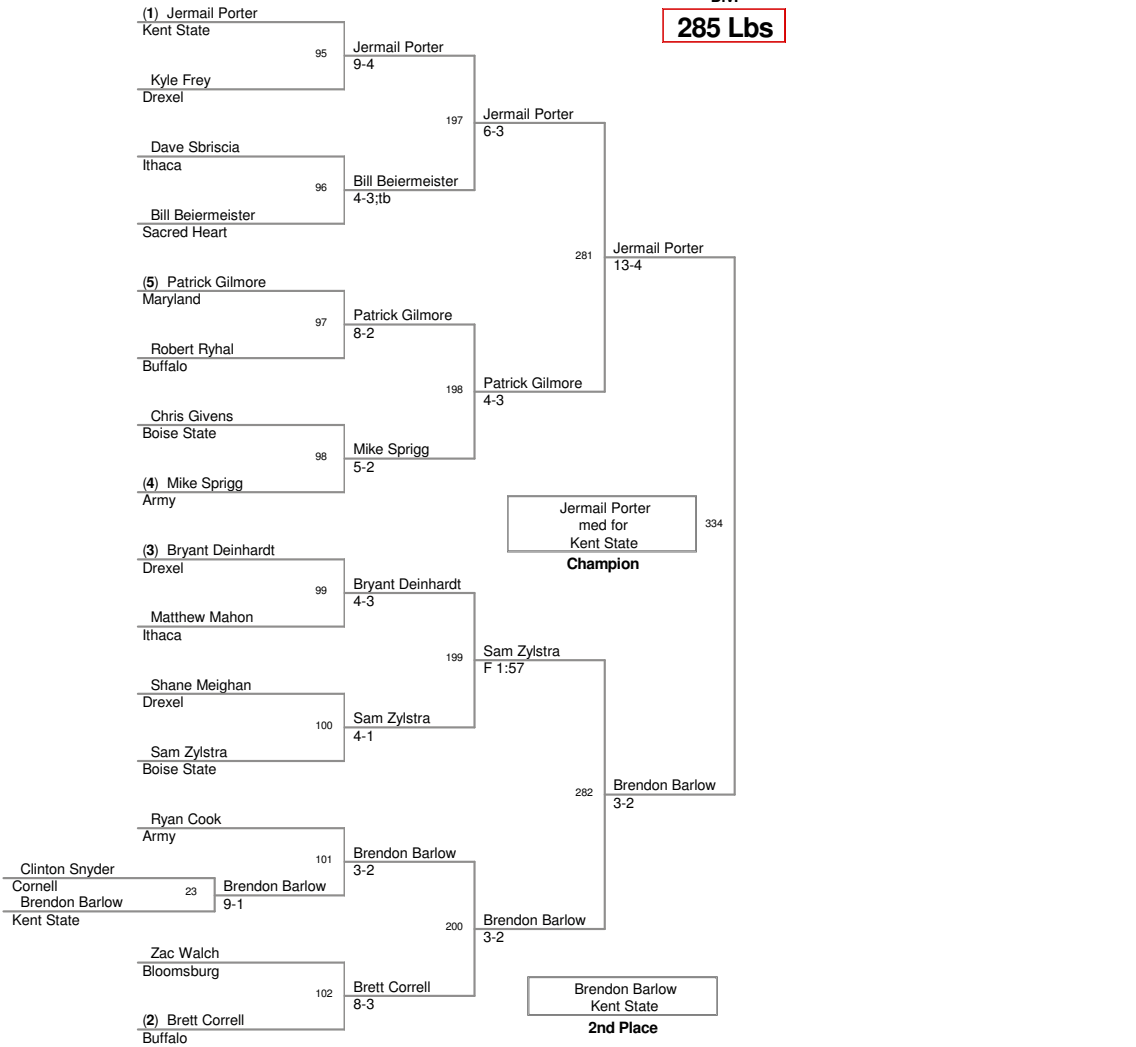 285 Lbs
(1) Jermail Porter
Kent State
95
Jermail Porter
9-4
Kyle Frey
Drexel
197
Jermail Porter
6-3
Dave Sbriscia
Ithaca
96
Bill Beiermeister
4-3;tb
Bill Beiermeister
Sacred Heart
281
Jermail Porter
13-4
(5) Patrick Gilmore
Maryland
97
Patrick Gilmore
8-2
Robert Ryhal
Buffalo
198
Patrick Gilmore
4-3
Chris Givens
Boise State
98
Mike Sprigg
5-2
(4) Mike Sprigg
Army
Jermail Porter
med for
Kent State
334
Champion
(3) Bryant Deinhardt
Drexel
99
Bryant Deinhardt
4-3
Matthew Mahon
Ithaca
199
Sam Zylstra
F 1:57
Shane Meighan
Drexel
100
Sam Zylstra
4-1
Sam Zylstra
Boise State
282
Brendon Barlow
3-2
Ryan Cook
Army
101
Brendon Barlow
3-2
Clinton Snyder
Cornell
23
Brendon Barlow
9-1
Brendon Barlow
Kent State
200
Brendon Barlow
3-2
Zac Walch
Bloomsburg
102
Brett Correll
8-3
(2) Brett Correll
Buffalo
Brendon Barlow
Kent State
2nd Place